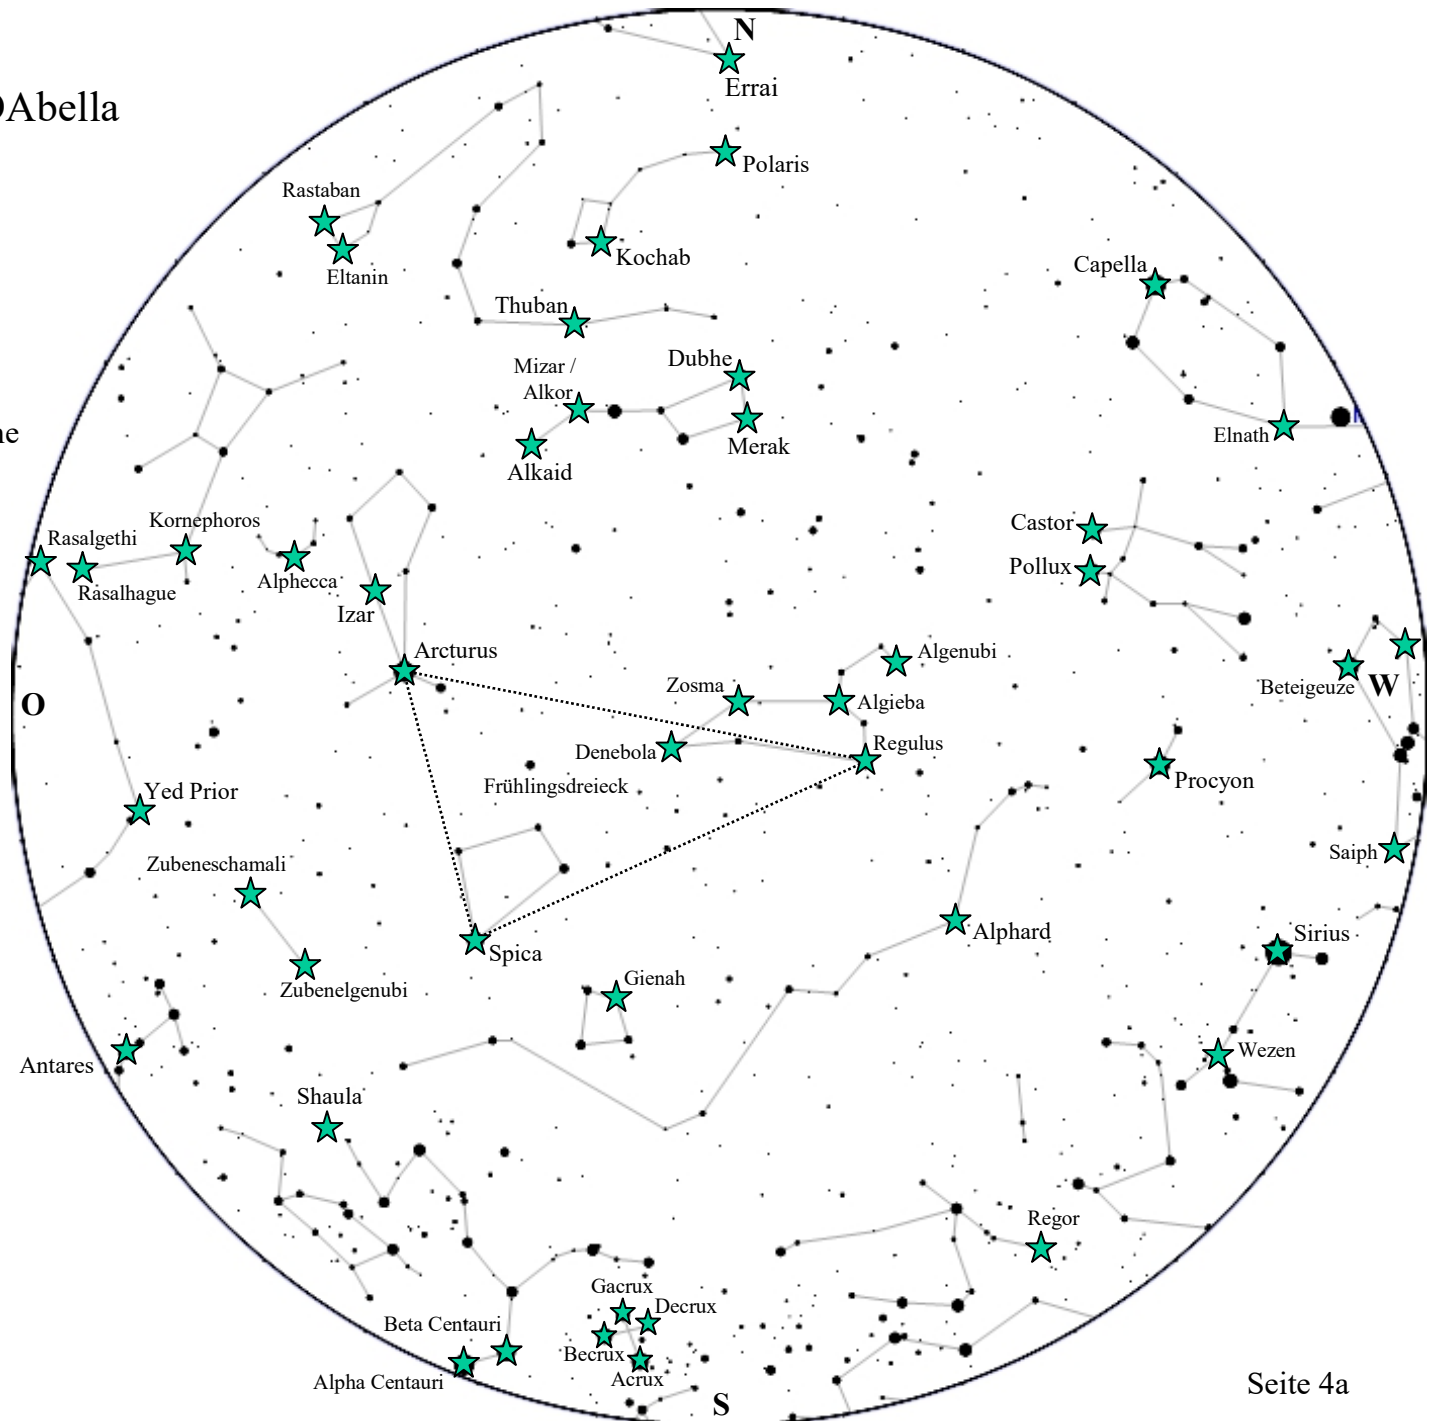 N
Errai
DAbella
Polaris
Rastaban
Kochab
Eltanin
Capella
Thuban
Mizar /
Alkor
Dubhe
Merak
Alkaid
Elnath
ne
Castor
Pollux
Kornephoros
Rasalgethi
Rasalhague
Alphecca
Izar
Arcturus
Algenubi
Zosma
Algieba
Beteigeuze
W
O
Denebola
Regulus
Frühlingsdreieck
Procyon
Yed Prior
Zubeneschamali
Saiph
Spica
Alphard
Sirius
Zubenelgenubi
Gienah
Antares
Wezen
Shaula
Regor
Gacrux
Decrux
Beta Centauri
Becrux
Acrux
Alpha Centauri
Seite 4a
S